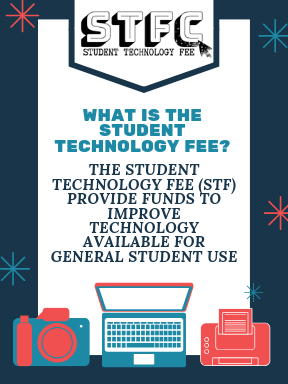 STFC
STUDENT TECHNOLOGY FEE
WHAT IS THE
STUDENT
TECHNOLOGY FEE?
THE STUDENT
TECHNOLOGY FEE (STF)
PROVIDE FUNDS TO
IMPROVE
TECHNOLOGY
AVAILABLE FOR
GENERAL STUDENT USE